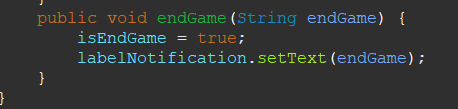 }
public void endGame(String endGame) {
isEndGame = true;
labelNotification.setText(endGame);
}
}